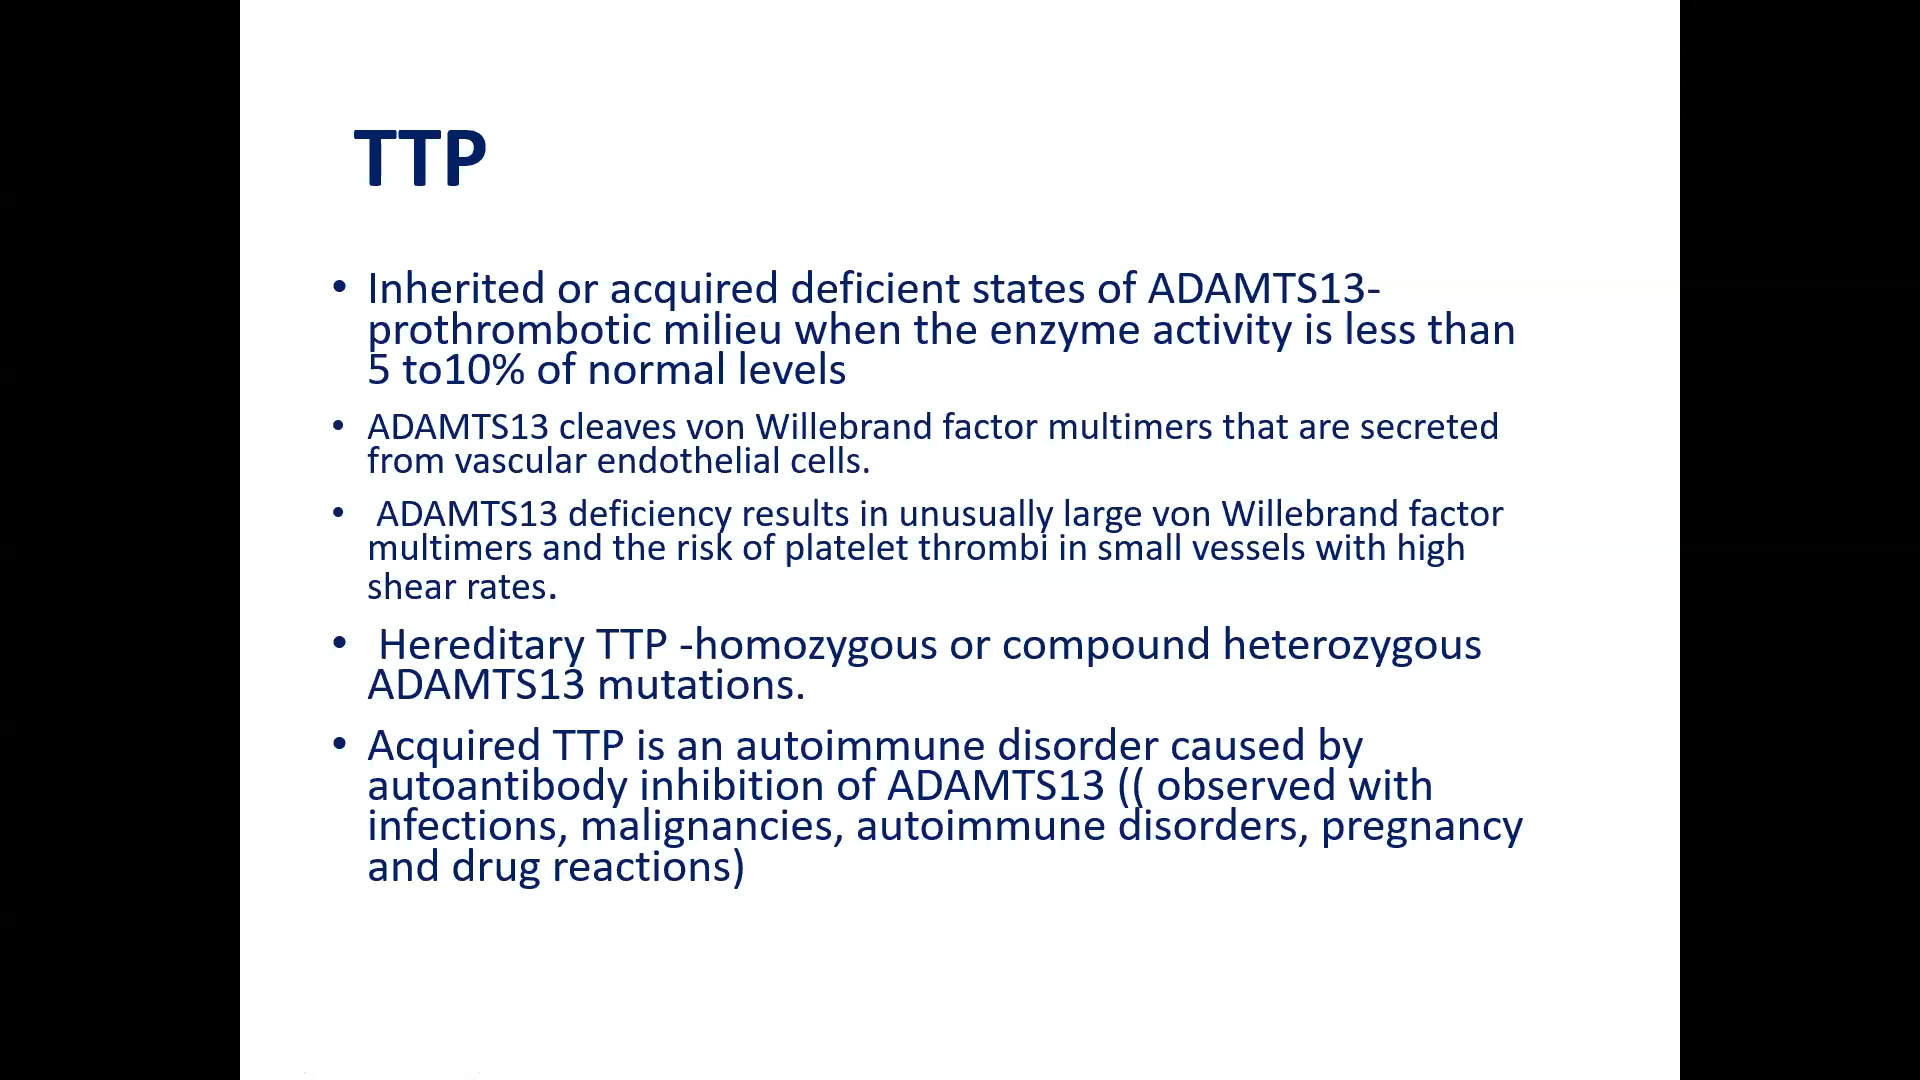 TTP
• Inherited or acquired deficient states of ADAMTS13-
prothrombotic milieu when the enzyme activity is less than
5 to10% of normal levels
• ADAMTS13 cleaves von Willebrand factor multimers that are secreted
from vascular endothelial cells.
• ADAMTS13 deficiency results in unusually large von Willebrand factor
multimers and the risk of platelet thrombi in small vessels with high
shear rates.
• Hereditary TTP -homozygous or compound heterozygous
ADAMTS13 mutations.
• Acquired TTP is an autoimmune disorder caused by
autoantibody inhibition of ADAMTS13 (( observed with
infections, malignancies, autoimmune disorders, pregnancy
and drug reactions)